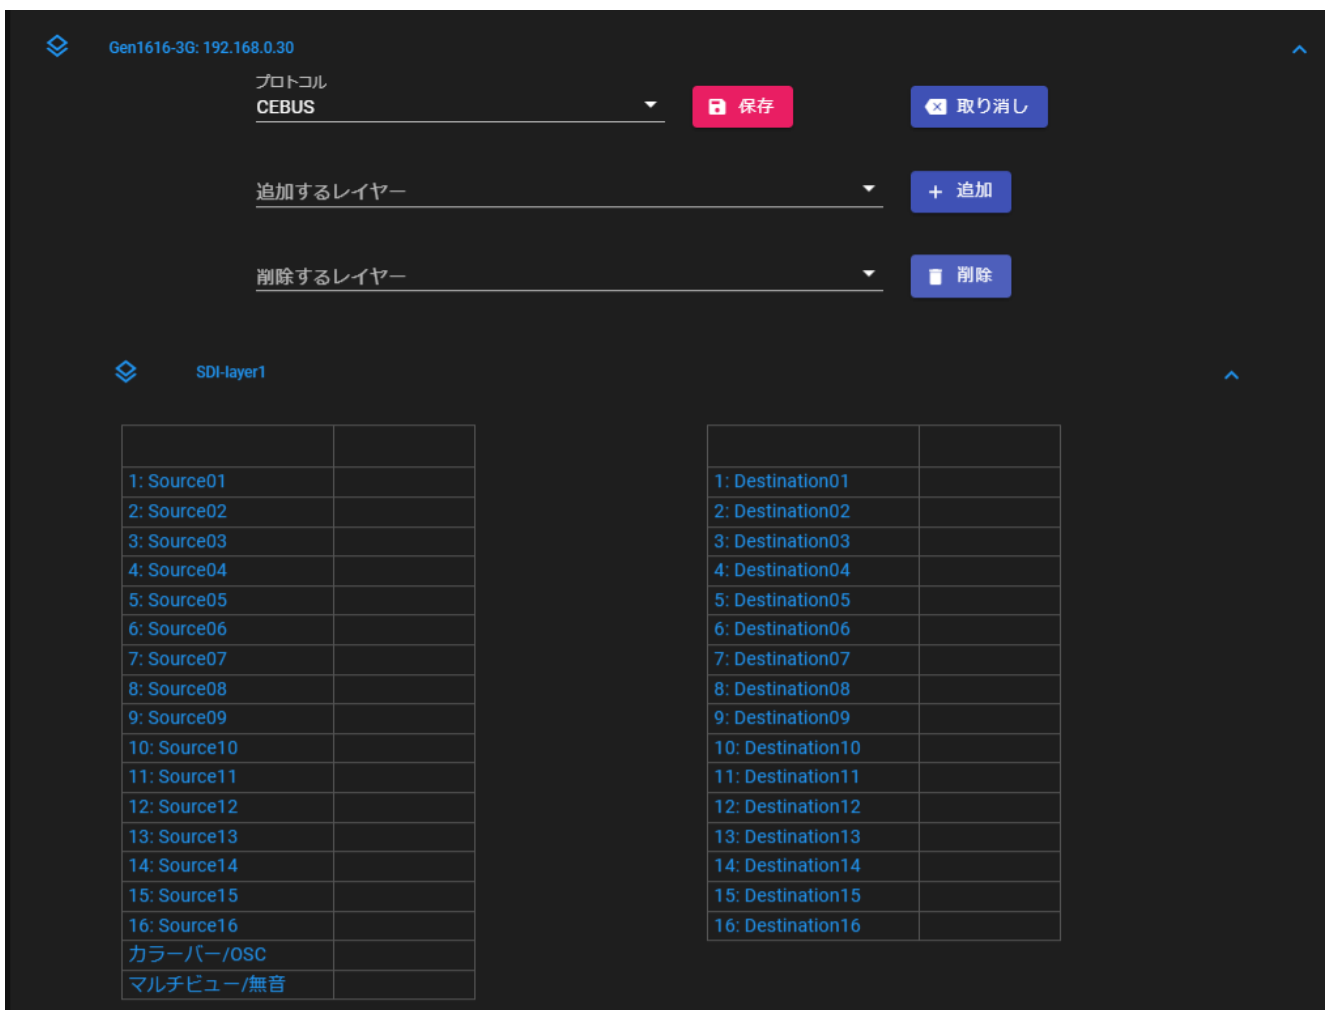 Gen1616-3G: 192.168.0.30
プロトコル
CEBUS
保存
取り消し
追加するレイヤー
追加
削除するレイヤー
削除
SDI-layer1
1: Source01
2: Source02
3: Source03
4: Source04
5: Source05
6: Source06
7: Source07
8: Source08
9: Source09
10: Source10
11: Source11
12: Source12
13: Source13
14: Source14
15: Source15
16: Source16
カラーバー/OSC
マルチビュー/無音
1: Destination01
2: Destination02
3: Destination03
4: Destination04
5: Destination05
6: Destination06
7: Destination07
8: Destination08
9: Destination09
10: Destination10
11: Destination11
12: Destination12
13: Destination13
14: Destination14
15: Destination15
16: Destination16